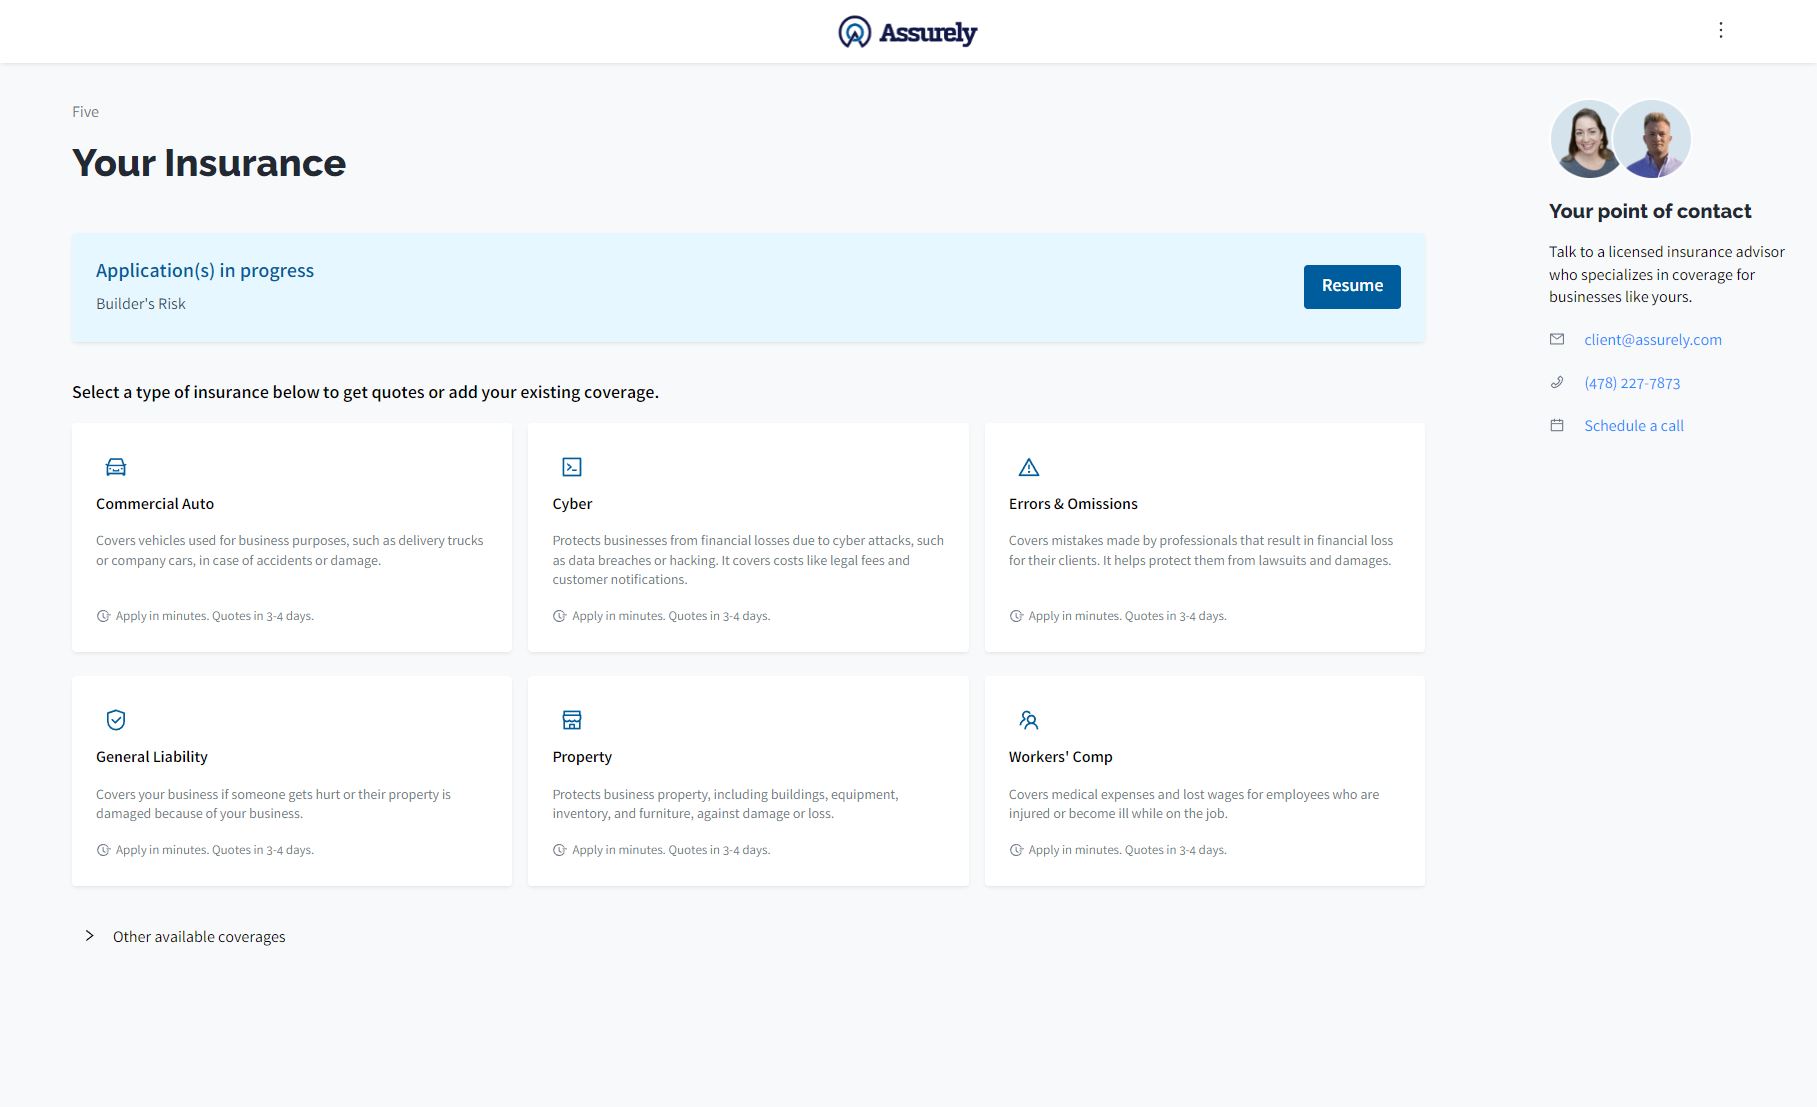 Assurely
Five
Your Insurance
Application(s) in progress
Builder's Risk
Resume
Select a type of insurance below to get quotes or add your existing coverage.
Commercial Auto
Covers vehicles used for business purposes, such as delivery trucks
or company cars, in case of accidents or damage.
Apply in minutes. Quotes in 3-4 days.
Cyber
Protects businesses from financial losses due to cyber attacks, such
as data breaches or hacking. It covers costs like legal fees and
customer notifications.
Apply in minutes. Quotes in 3-4 days.
Errors & Omissions
Covers mistakes made by professionals that result in financial loss
for their clients. It helps protect them from lawsuits and damages.
Apply in minutes. Quotes in 3-4 days.
General Liability
Covers your business if someone gets hurt or their property is
damaged because of your business.
Apply in minutes. Quotes in 3-4 days.
Property
Protects business property, including buildings, equipment,
inventory, and furniture, against damage or loss.
Apply in minutes. Quotes in 3-4 days.
Workers' Comp
Covers medical expenses and lost wages for employees who are
injured or become ill while on the job.
Apply in minutes. Quotes in 3-4 days.
Other available coverages
Your point of contact
Talk to a licensed insurance advisor
who specializes in coverage for
businesses like yours.
client@assurely.com
(478) 227-7873
Schedule a call